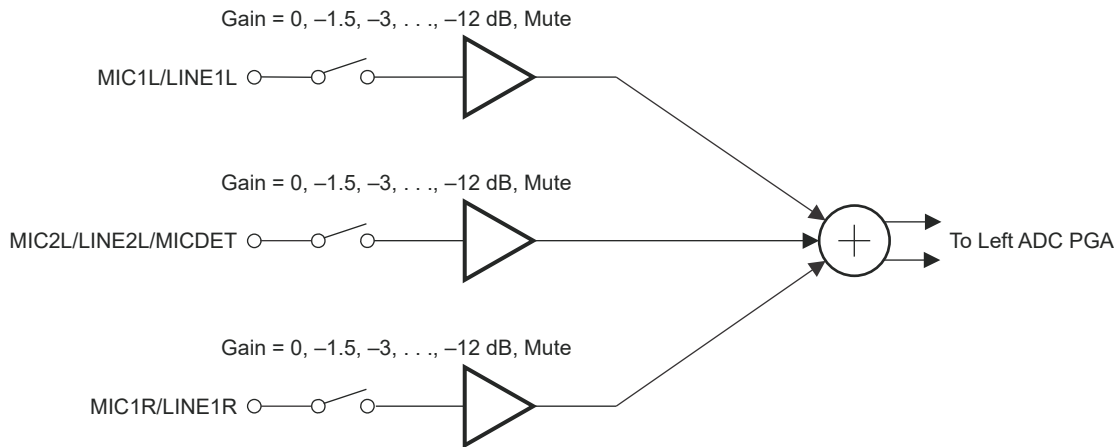 Gain = 0, –1.5, –3, . . ., –12 dB, Mute
MIC1L/LINE1L
Gain = 0, –1.5, –3, . . ., –12 dB, Mute
MIC2L/LINE2L/MICDET
To Left ADC PGA
Gain = 0, –1.5, –3, . . ., –12 dB, Mute
MIC1R/LINE1R